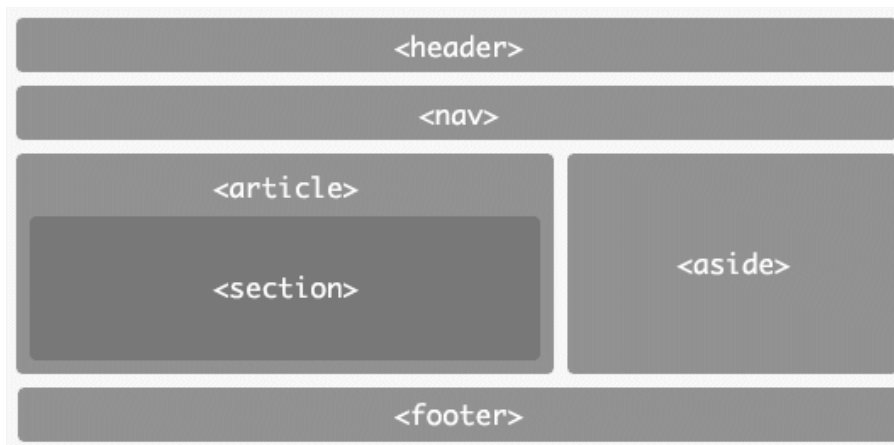 <header>
<nav>
<article>
<section>
<aside>
<footer>